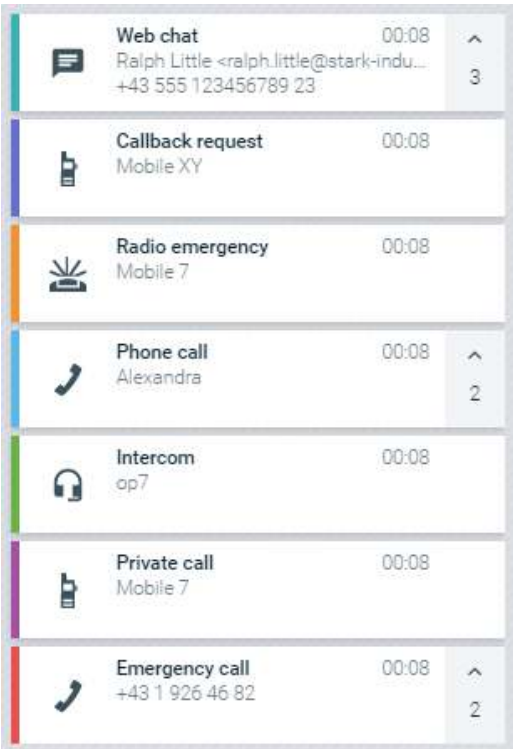 Web chat 00:08
Ralph Little <ralph.little@stark-indu...
+43 555 123456789 23
3
Callback request 00:08
Mobile XY
Radio emergency 00:08
Mobile 7
Phone call 00:08
Alexandra
2
Intercom 00:08
op7
Private call 00:08
Mobile 7
Emergency call 00:08
+43 1 926 46 82
2